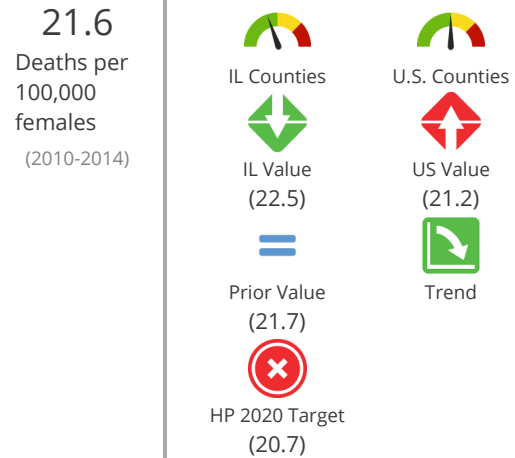 21.6
Deaths per
100,000
females
(2010-2014)
IL Counties
U.S. Counties
IL Value
(22.5)
US Value
(21.2)
Prior Value
(21.7)
Trend
HP 2020 Target
(20.7)